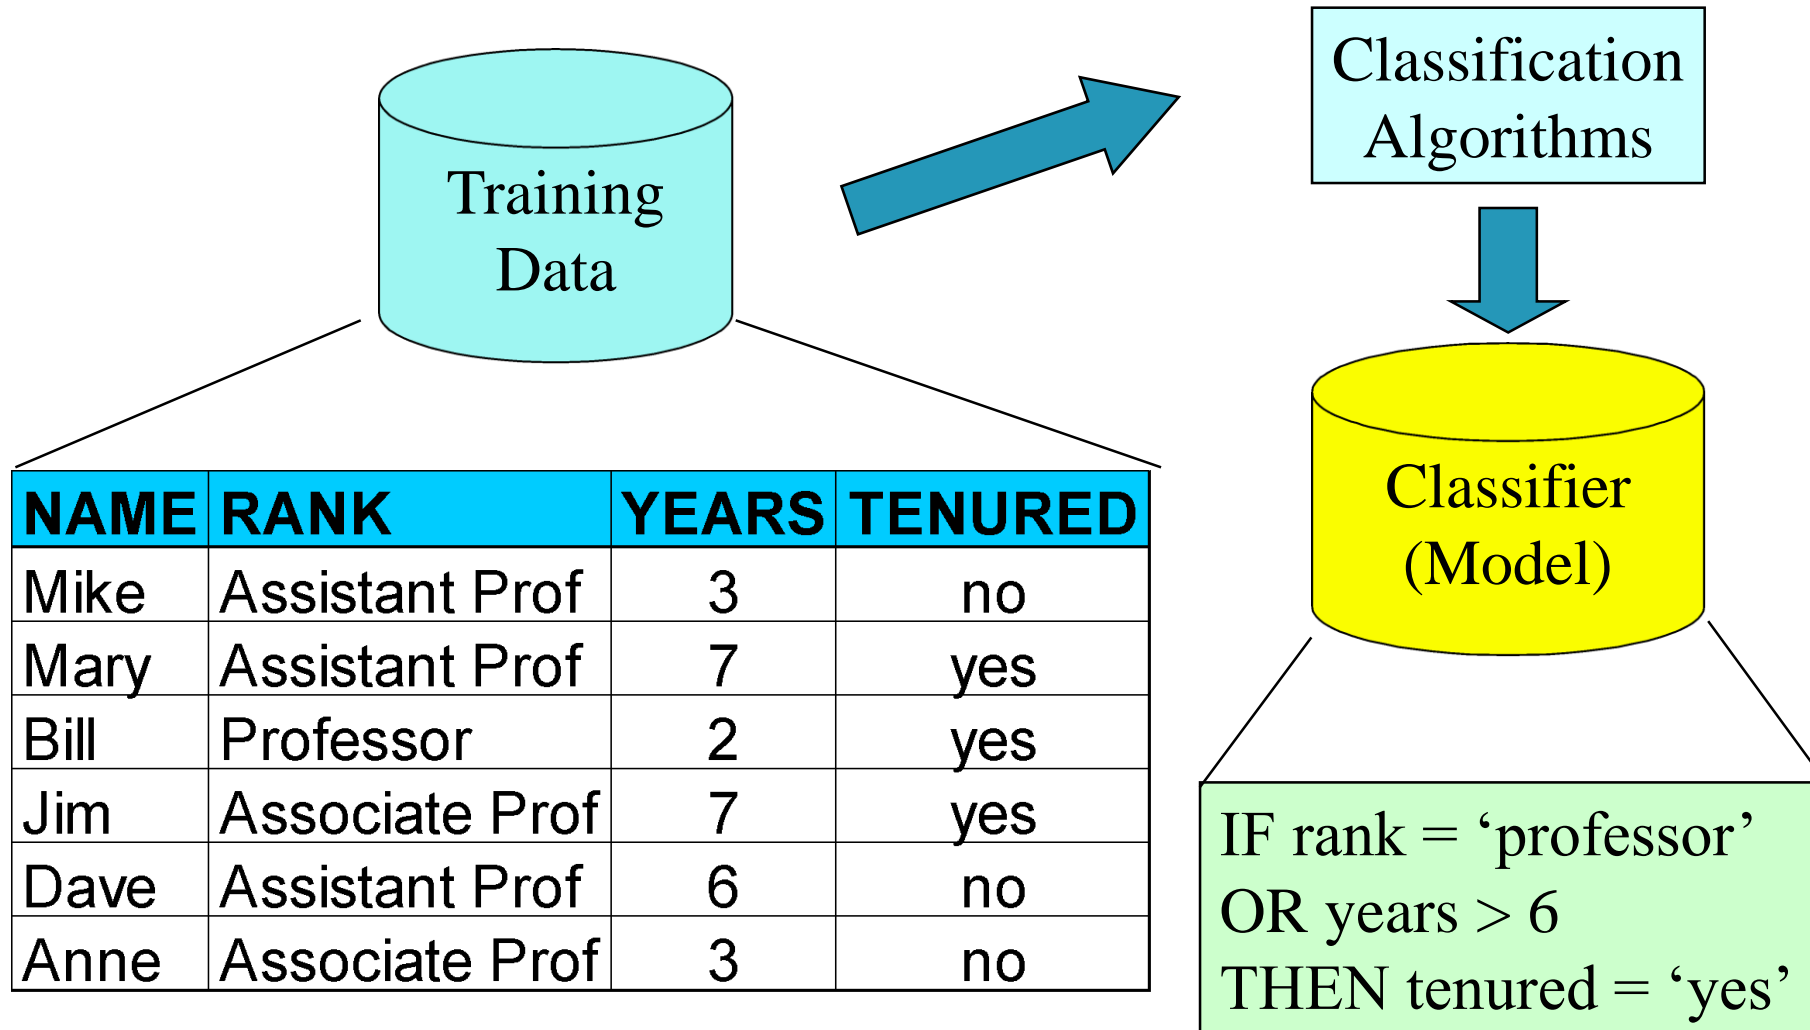 Training
Data
Classification
Algorithms
Classifier
(Model)
NAME RANK YEARS TENURED
Mike Assistant Prof 3 no
Mary Assistant Prof 7 yes
Bill Professor 2 yes
Jim Associate Prof 7 yes
Dave Assistant Prof 6 no
Anne Associate Prof 3 no
IF rank = ‘professor’
OR years > 6
THEN tenured = ‘yes’